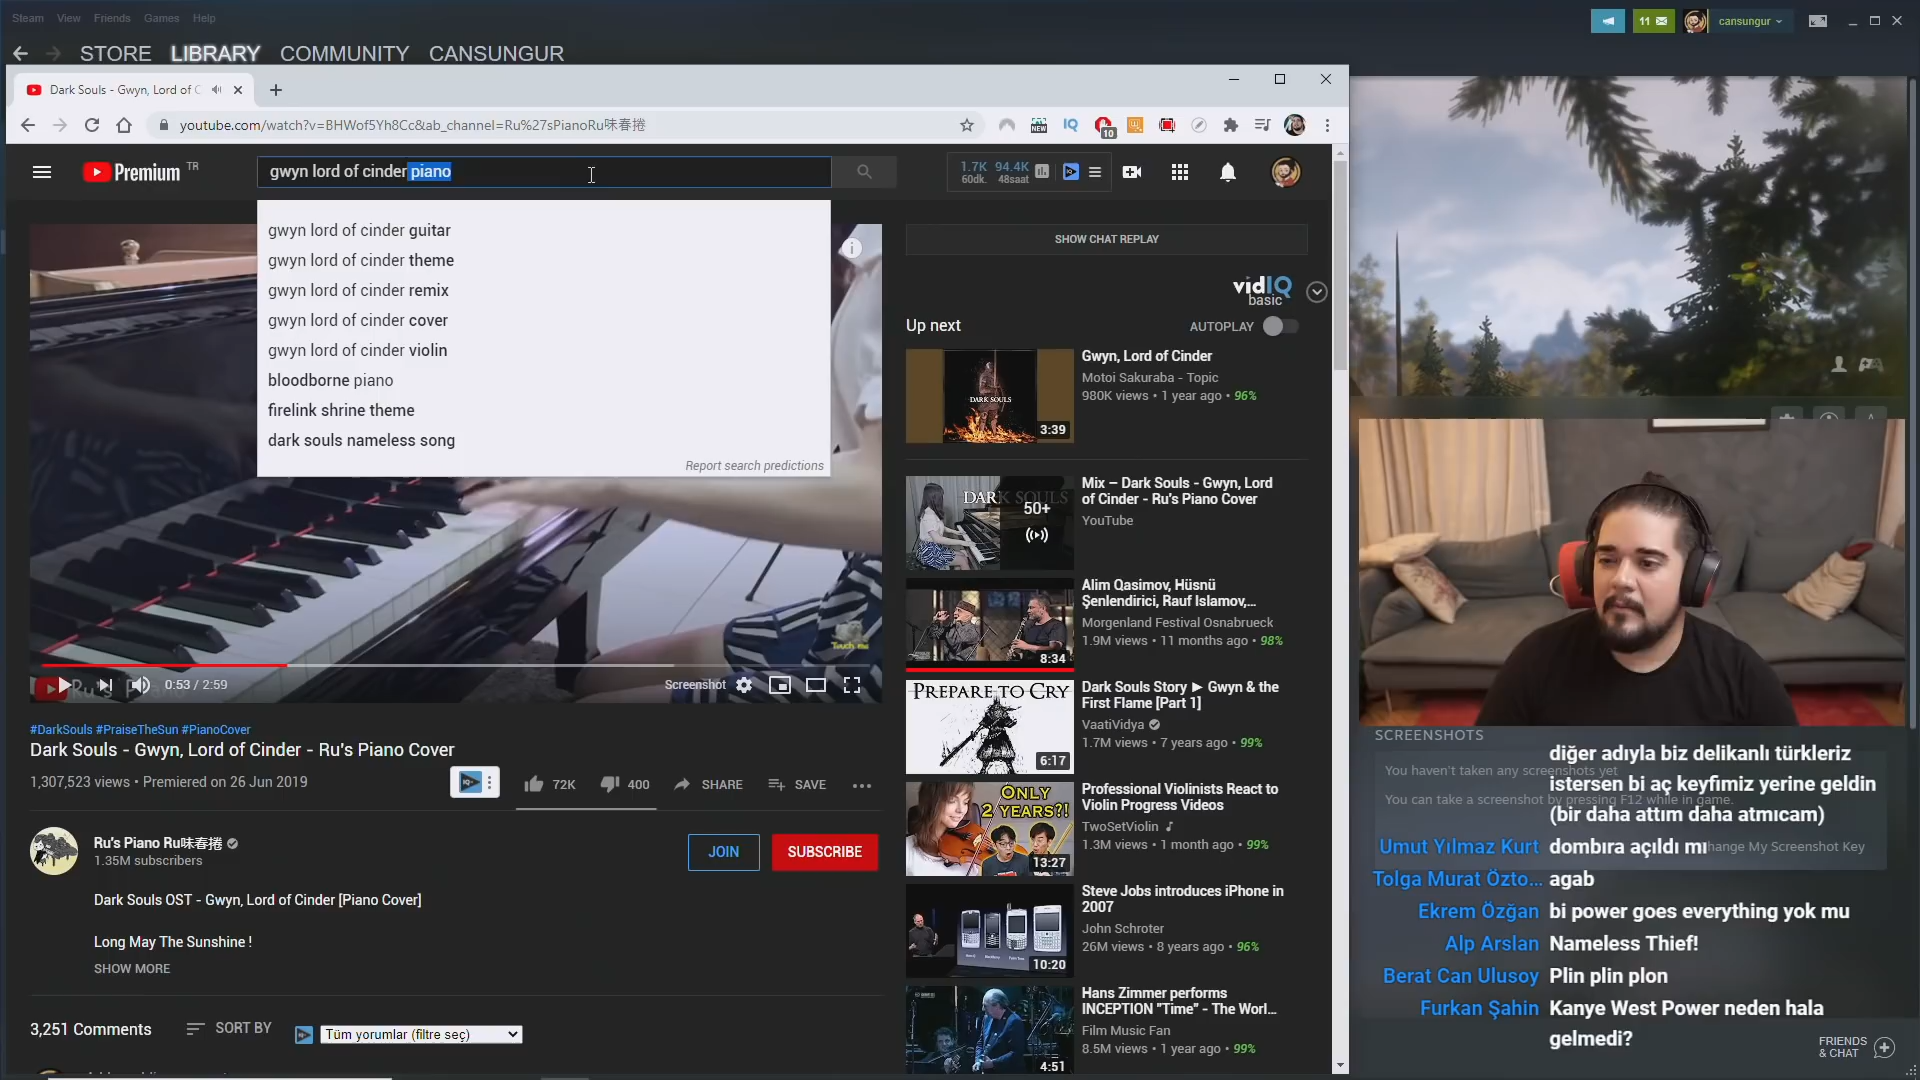 Steam View Friends Games Help
11
cansungur
STORE LIBRARY COMMUNITY CANSUNGUR
Dark Souls - Gwyn, Lord of C
youtube.com/watch?v=BHWof5Yh8Cc&ab_channel=Ru%27sPianoRu味春捲
NEW
IQ
10
Premium TR
gwyn lord of cinder piano
1.7K 94.4K
60dk. 48saat
gwyn lord of cinder guitar
gwyn lord of cinder theme
gwyn lord of cinder remix
gwyn lord of cinder cover
gwyn lord of cinder violin
bloodborne piano
firelink shrine theme
dark souls nameless song
Report search predictions
Touch me
0:53 / 2:59
Screenshot
#DarkSouls #PraiseTheSun #PianoCover
Dark Souls - Gwyn, Lord of Cinder - Ru's Piano Cover
1,307,523 views • Premiered on 26 Jun 2019
72K
400
SHARE
SAVE
Ru's Piano Ru味春捲
1.35M subscribers
JOIN
SUBSCRIBE
Dark Souls OST - Gwyn, Lord of Cinder [Piano Cover]
Long May The Sunshine !
SHOW MORE
3,251 Comments
SORT BY
Tüm yorumlar (filtre seç)
SHOW CHAT REPLAY
vidIQ
basic
Up next
AUTOPLAY
DARK SOULS
3:39
Gwyn, Lord of Cinder
Motoi Sakuraba - Topic
980K views • 1 year ago • 96%
DARK SOULS
50+
Mix – Dark Souls - Gwyn, Lord
of Cinder - Ru's Piano Cover
YouTube
8:34
Alim Qasimov, Hüsnü
Şenlendirici, Rauf Islamov,...
Morgenland Festival Osnabrueck
1.9M views • 11 months ago • 98%
PREPARE TO CRY
6:17
Dark Souls Story ► Gwyn & the
First Flame [Part 1]
VaatiVidya
1.7M views • 7 years ago • 99%
ONLY
2 YEARS?!
13:27
Professional Violinists React to
Violin Progress Videos
TwoSetViolin
1.3M views • 1 month ago • 99%
10:20
Steve Jobs introduces iPhone in
2007
John Schroter
26M views • 8 years ago • 96%
4:51
Hans Zimmer performs
INCEPTION "Time" - The Worl...
Film Music Fan
8.5M views • 1 year ago • 99%
SCREENSHOTS
You haven't taken any screenshots yet
You can take a screenshot by pressing F12 while in game.
hange My Screenshot Key
diğer adıyla biz delikanlı türkleriz
istersen bi aç keyfimiz yerine geldin
(bir daha attım daha atmıcam)
Umut Yılmaz Kurt dombıra açıldı mı
Tolga Murat Özto... agab
Ekrem Özğan bi power goes everything yok mu
Alp Arslan Nameless Thief!
Berat Can Ulusoy Plin plin plon
Furkan Şahin Kanye West Power neden hala
gelmedi?
FRIENDS
& CHAT